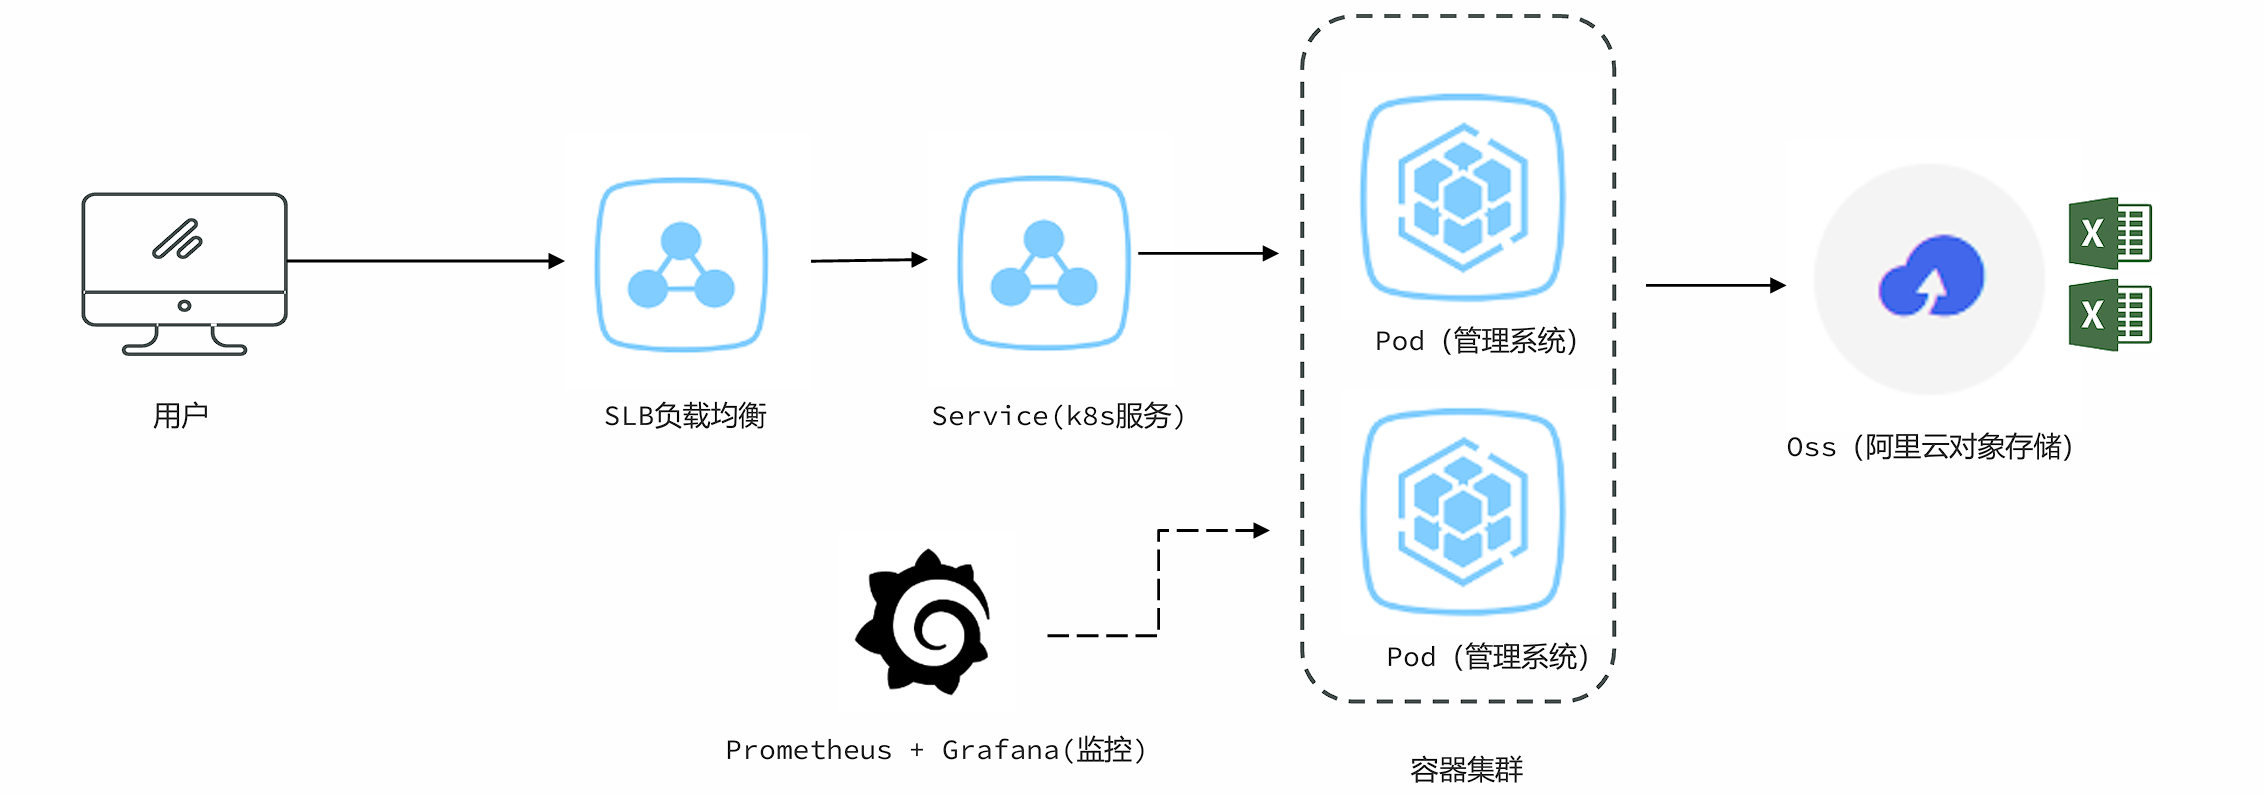 用户
SLB负载均衡
Service(k8s服务)
Pod (管理系统)
Pod (管理系统)
容器集群
Prometheus + Grafana(监控)
Oss (阿里云对象存储)
X
X